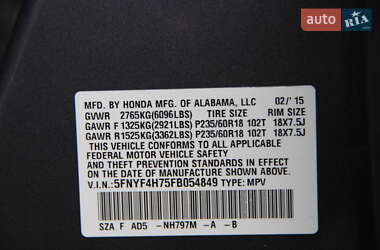 auto RIA
MFD. BY HONDA MFG. OF ALABAMA, LLC 02/'15
GVWR 2765KG(6096LBS) TIRE SIZE RIM SIZE
GAWR F 1325KG(2921LBS) P235/60R18 102T 18X7.5J
GAWR R1525KG(3362LBS) P235/60R18 102T 18X7.5J
THIS VEHICLE CONFORMS TO ALL APPLICABLE
FEDERAL MOTOR VEHICLE SAFETY
AND THEFT PREVENTION STANDARDS IN EFFECT
ON THE DATE OF MANUFACTURE SHOWN ABOVE.
V.I.N: 5FNYF4H75FB054849 TYPE: MPV
SZA F AD5 -NH797M -A -B